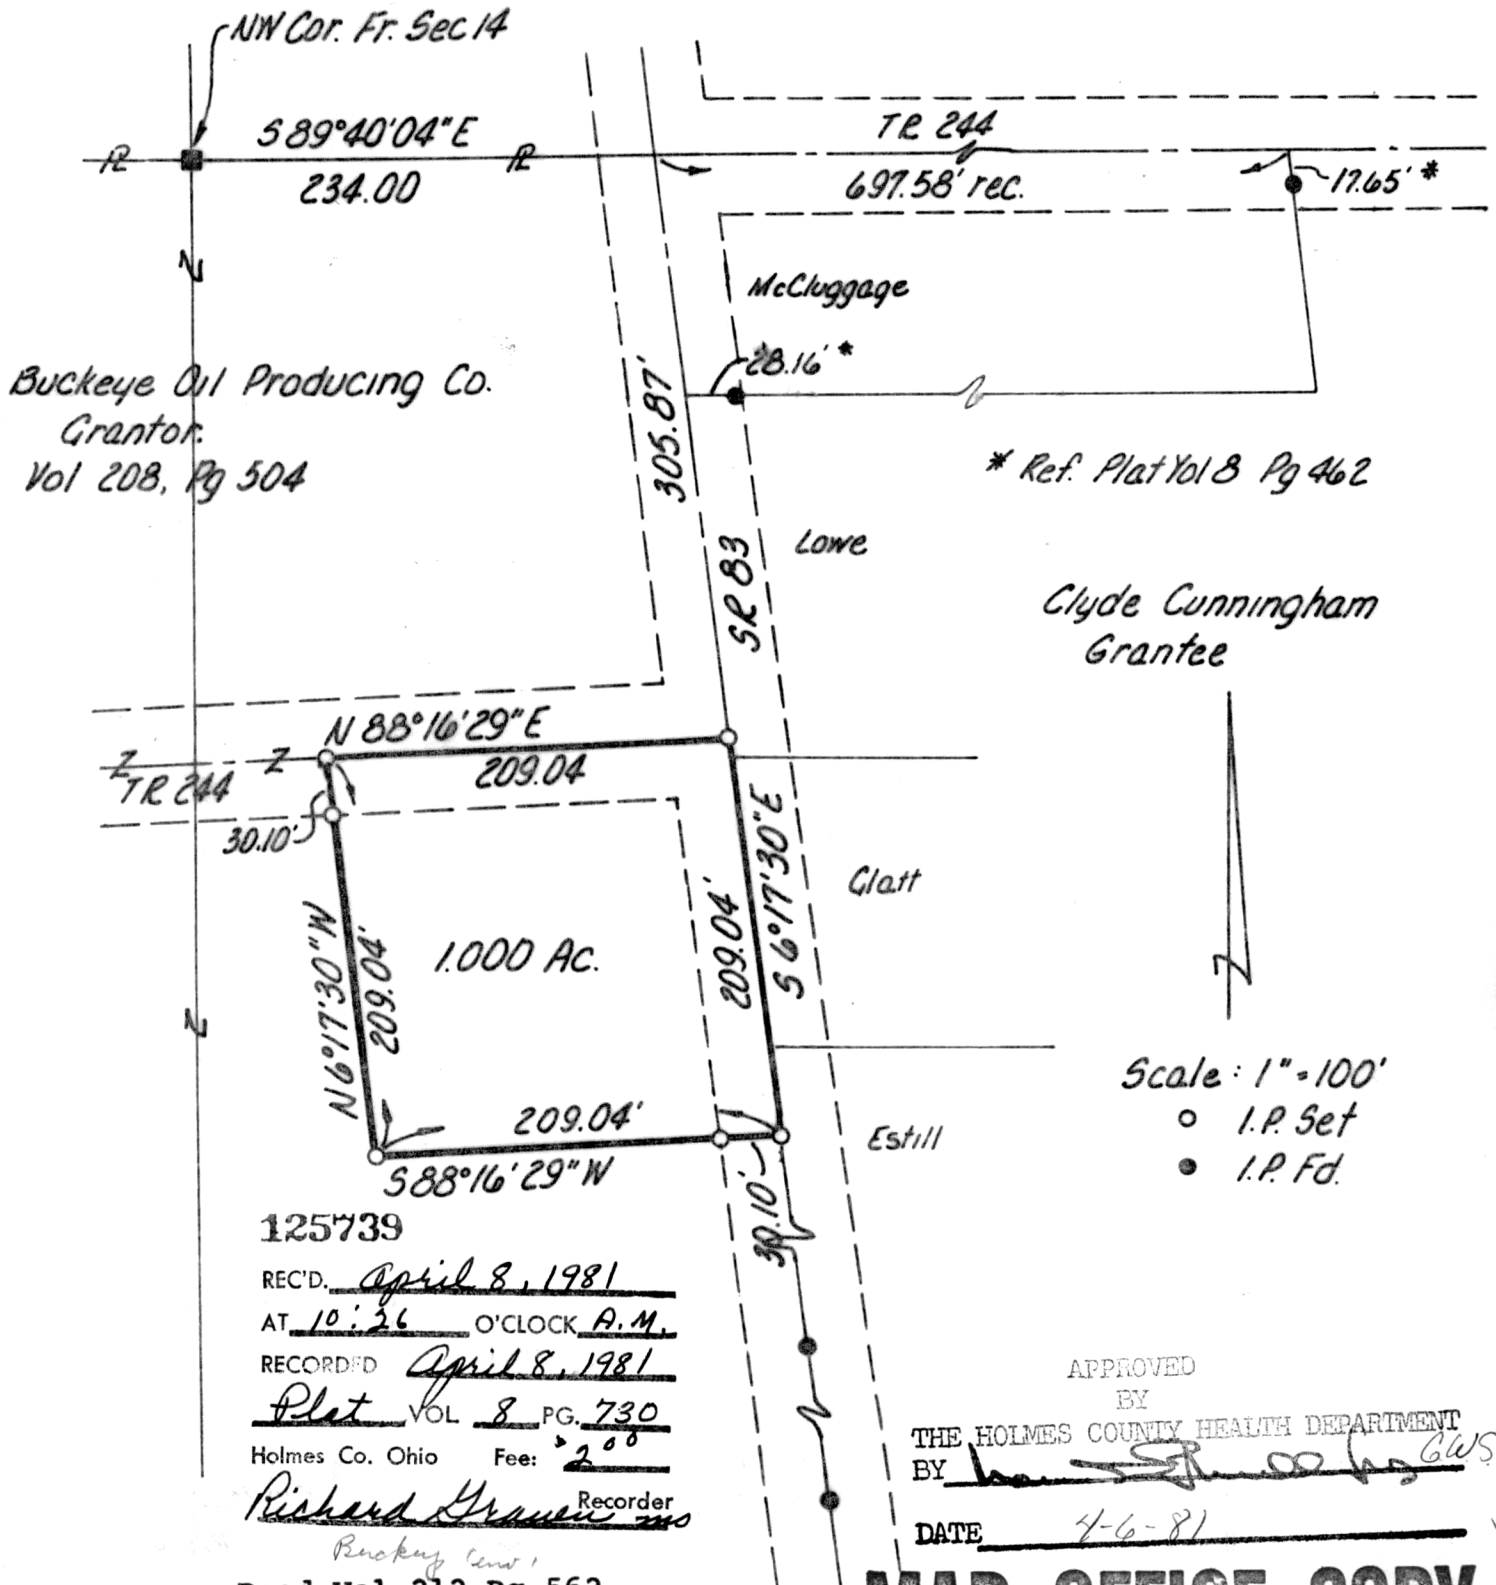 NW Cor. Fr. Sec 14
S 89°40'04" E
234.00
TR 244
697.58' rec.
17.65' *
McCluggage
28.16' *
Buckeye Oil Producing Co.
Grantor.
Vol 208, Pg 504
305.87'
* Ref. Plat Vol 8 Pg 462
SR 83
Lowe
Clyde Cunningham
Grantee
N 88°16'29" E
209.04
TR 244
30.10'
Glatt
209.04'
S 6°17'30" E
N 6°17'30" W
209.04'
1.000 Ac.
Scale: 1" = 100'
I.P. Set
I.P. Fd.
209.04'
S 88°16'29" W
30.10'
Estill
125739
REC'D. April 8, 1981
AT 10:26 O'CLOCK A.M.
RECORDED April 8, 1981
Plat VOL 8 PG. 730
Holmes Co. Ohio Fee: 2 00
Richard Recorder
APPROVED
BY
THE HOLMES COUNTY HEALTH DEPARTMENT
BY GWS
DATE 4-6-81
MAP OFFICE COPY